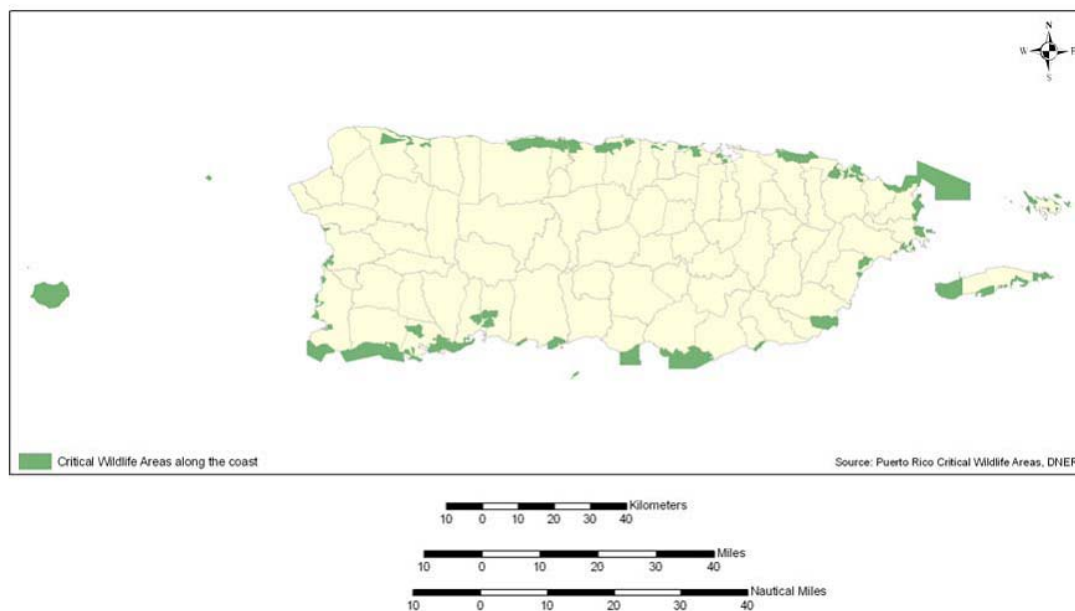 N
W E
S
Critical Wildlife Areas along the coast
Source: Puerto Rico Critical Wildlife Areas, DNER
Kilometers
10 0 10 20 30 40
Miles
10 0 10 20 30 40
Nautical Miles
10 0 10 20 30 40